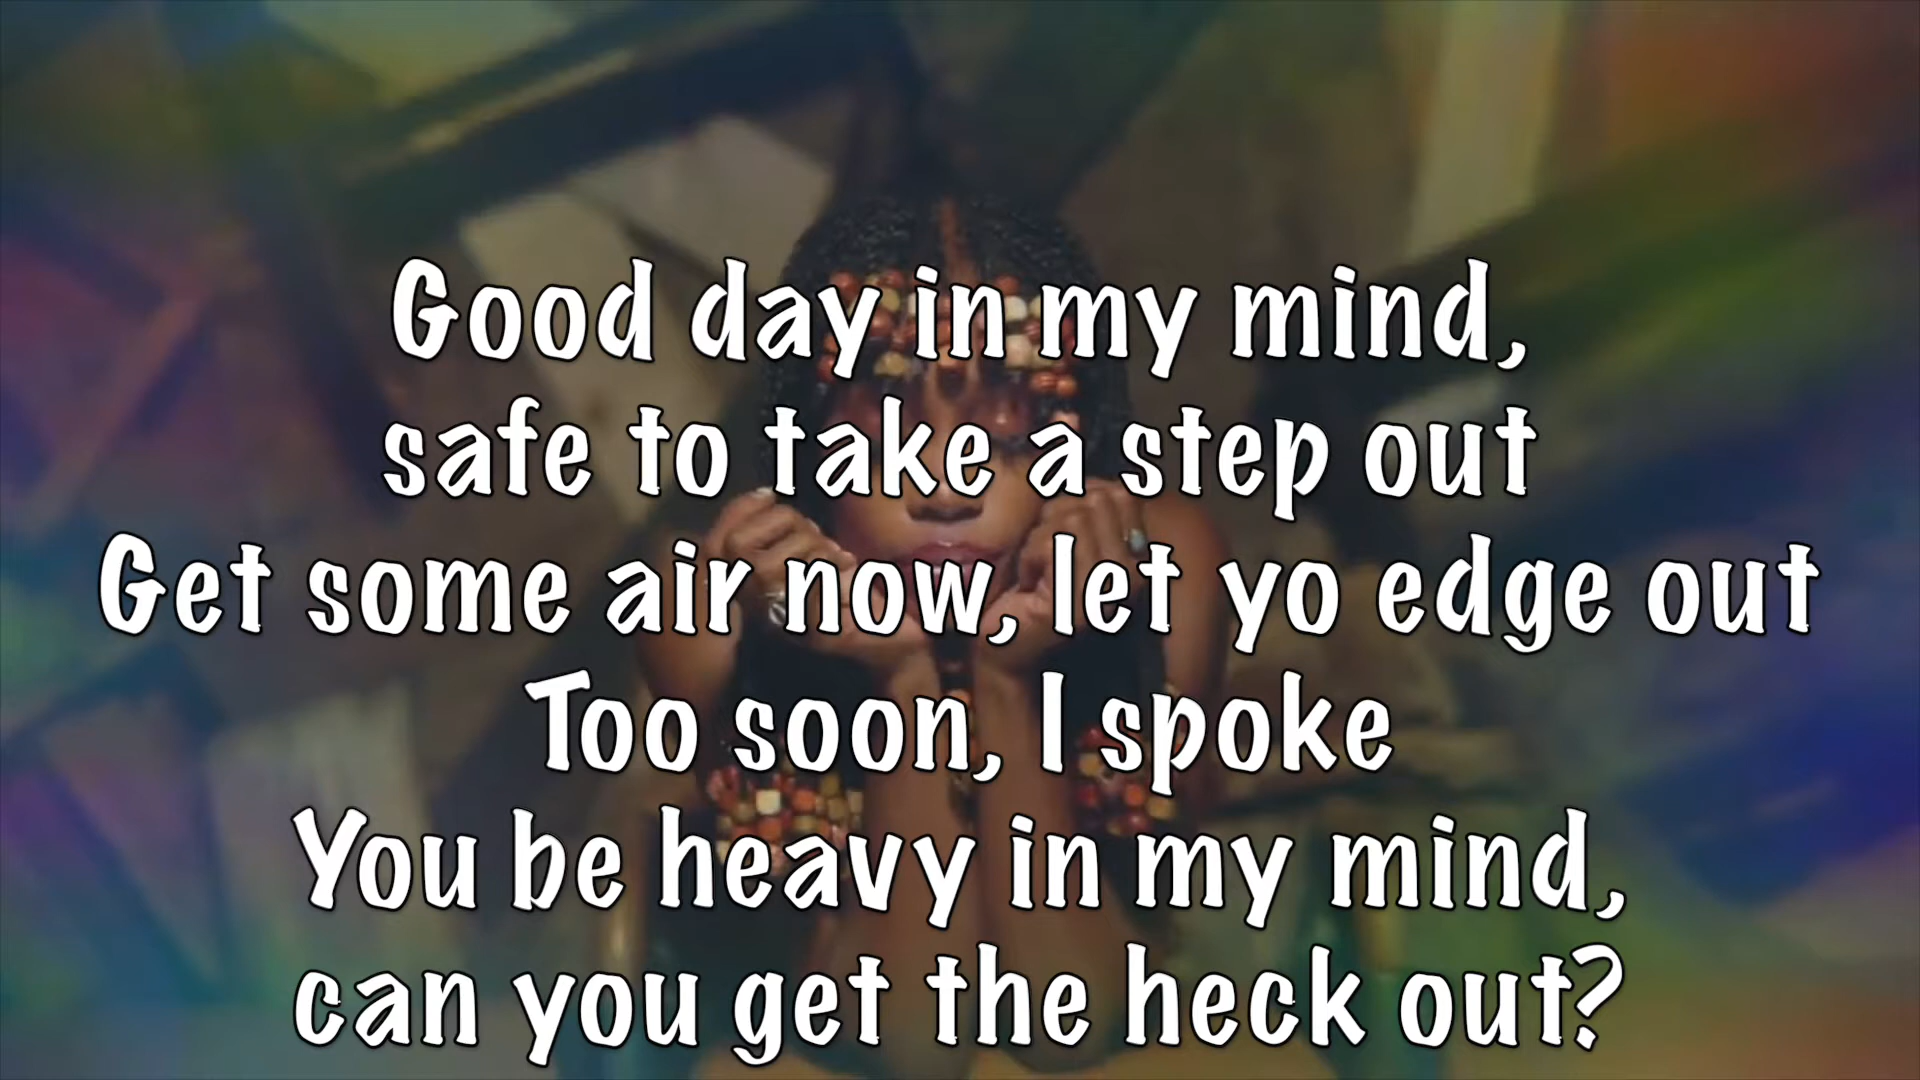 Good day in my mind,
safe to take a step out
Get some air now, let yo edge out
Too soon, I spoke
You be heavy in my mind,
can you get the heck out?